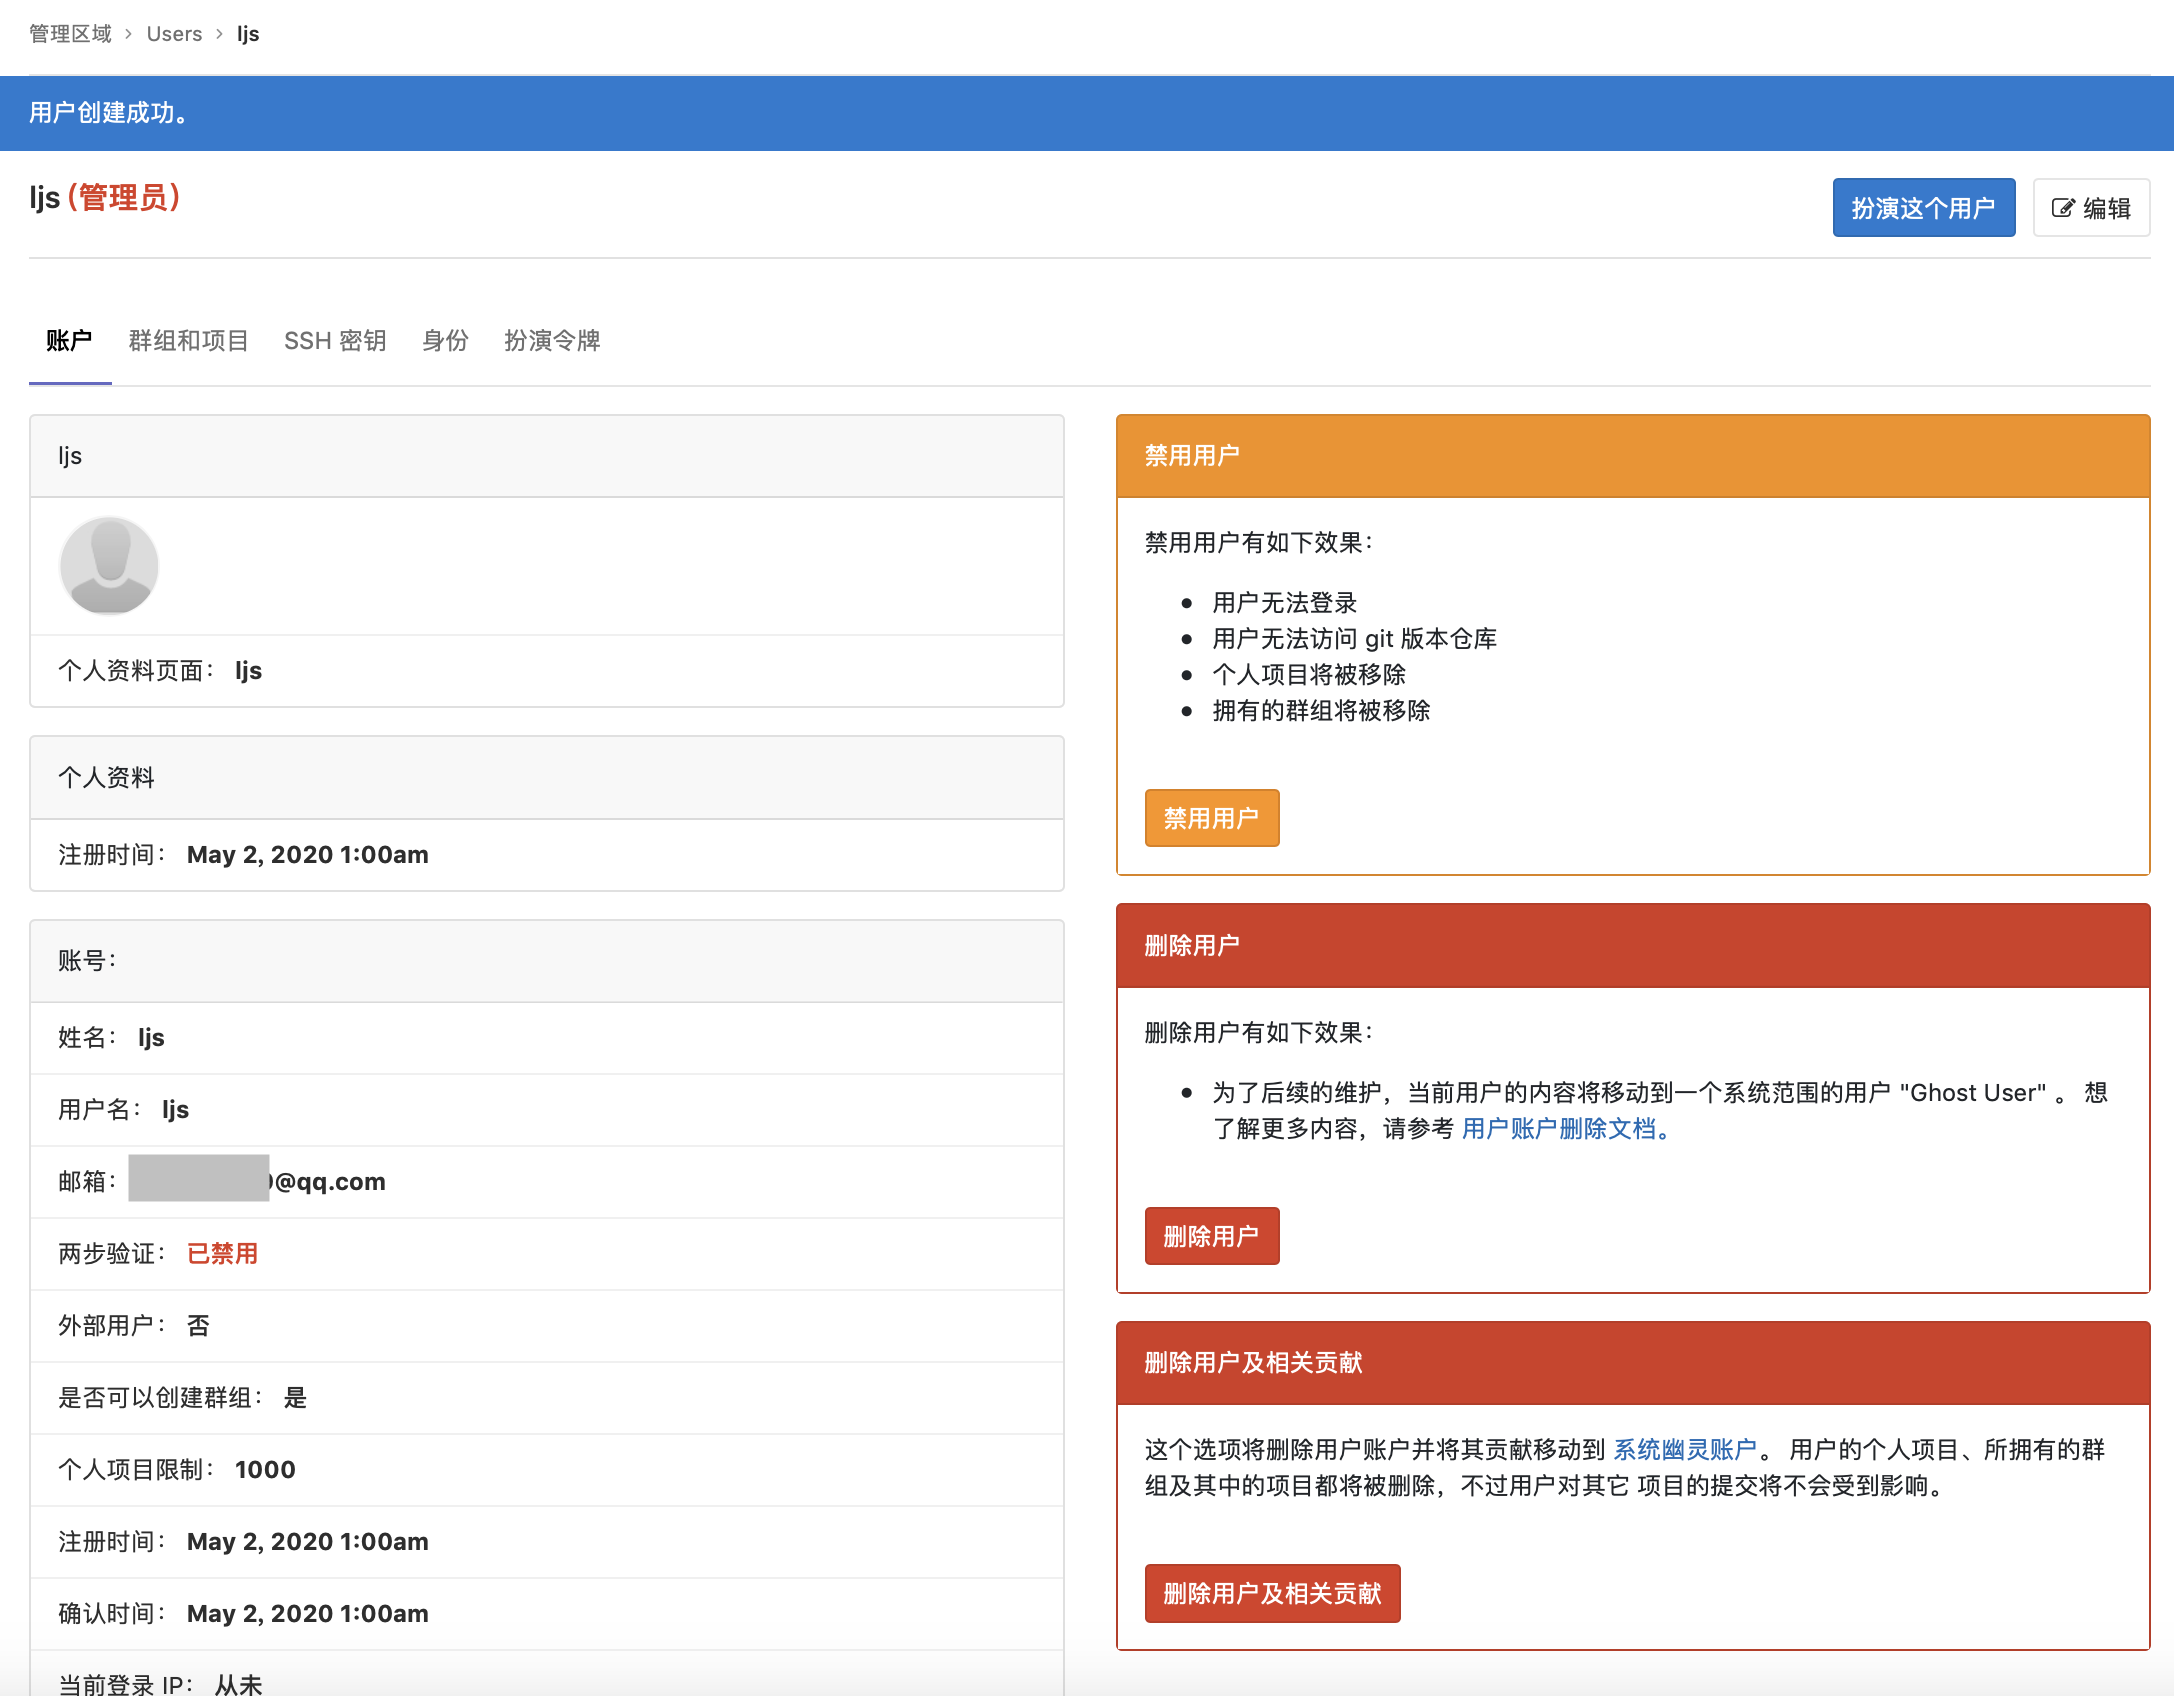 管理区域 › Users › ljs
用户创建成功。
ljs (管理员)
扮演这个用户
编辑
账户 群组和项目 SSH 密钥 身份 扮演令牌
ljs
个人资料页面： ljs
个人资料
注册时间： May 2, 2020 1:00am
账号：
姓名： ljs
用户名： ljs
邮箱： @qq.com
两步验证： 已禁用
外部用户： 否
是否可以创建群组： 是
个人项目限制： 1000
注册时间： May 2, 2020 1:00am
确认时间： May 2, 2020 1:00am
当前登录 IP： 从未
禁用用户
禁用用户有如下效果：
• 用户无法登录
• 用户无法访问 git 版本仓库
• 个人项目将被移除
• 拥有的群组将被移除
禁用用户
删除用户
删除用户有如下效果：
• 为了后续的维护，当前用户的内容将移动到一个系统范围的用户 "Ghost User" 。 想
了解更多内容，请参考 用户账户删除文档。
删除用户
删除用户及相关贡献
这个选项将删除用户账户并将其贡献移动到 系统幽灵账户。 用户的个人项目、所拥有的群
组及其中的项目都将被删除，不过用户对其它 项目的提交将不会受到影响。
删除用户及相关贡献